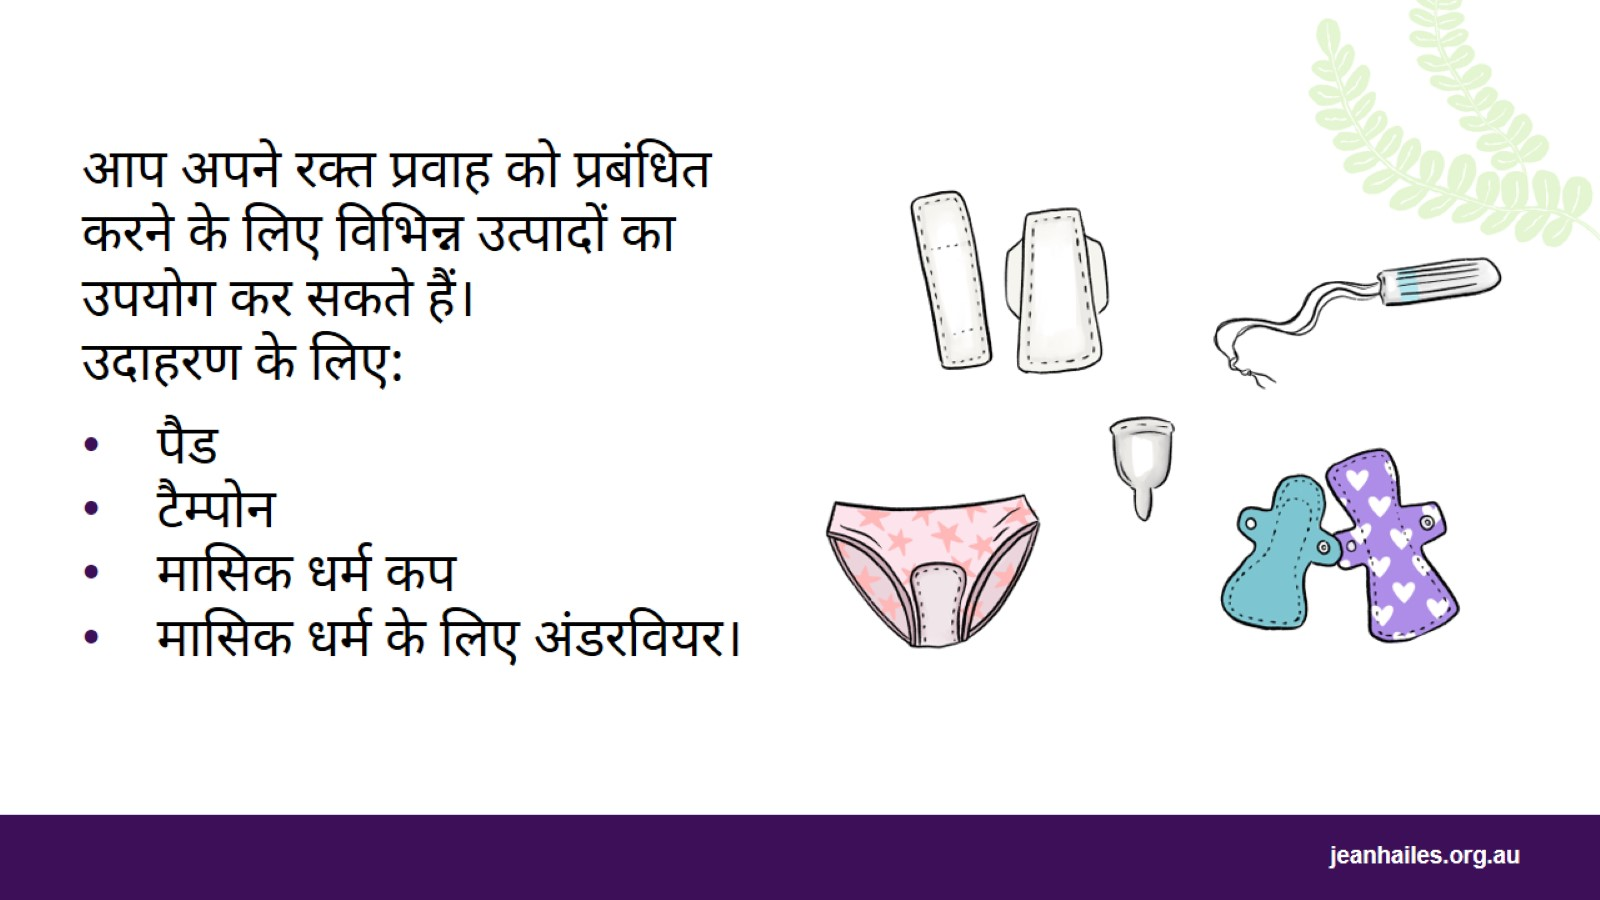 आप अपने रक्त प्रवाह को प्रबंधित
करने के लिए विभिन्न उत्पादों का
उपयोग कर सकते हैं।
उदाहरण के लिए:
• पैड
• टैम्पोन
• मासिक धर्म कप
• मासिक धर्म के लिए अंडरवियर।
jeanhailes.org.au